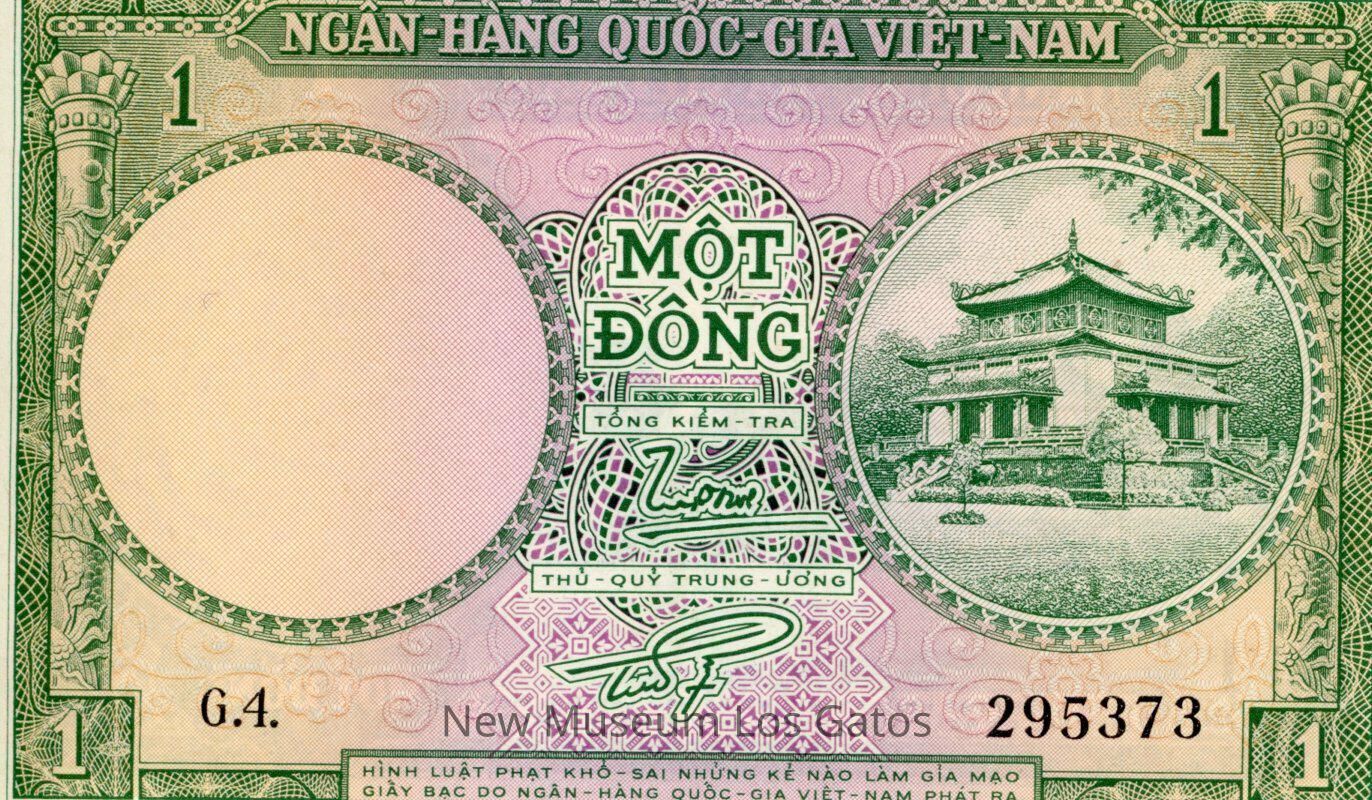 NGÂN-HÀNG QUỐC-GIA VIỆT-NAM
1 1
MỘT
ĐỒNG
TỔNG KIỂM-TRA
THỦ-QUỸ TRUNG-ƯƠNG
G.4. 295373
New Museum Los Gatos
1 1
HÌNH LUẬT PHẠT KHỔ-SAI NHỮNG KẺ NÀO LÀM GIẢ MẠO
GIẤY BẠC DO NGÂN-HÀNG QUỐC-GIA VIỆT-NAM PHÁT RA